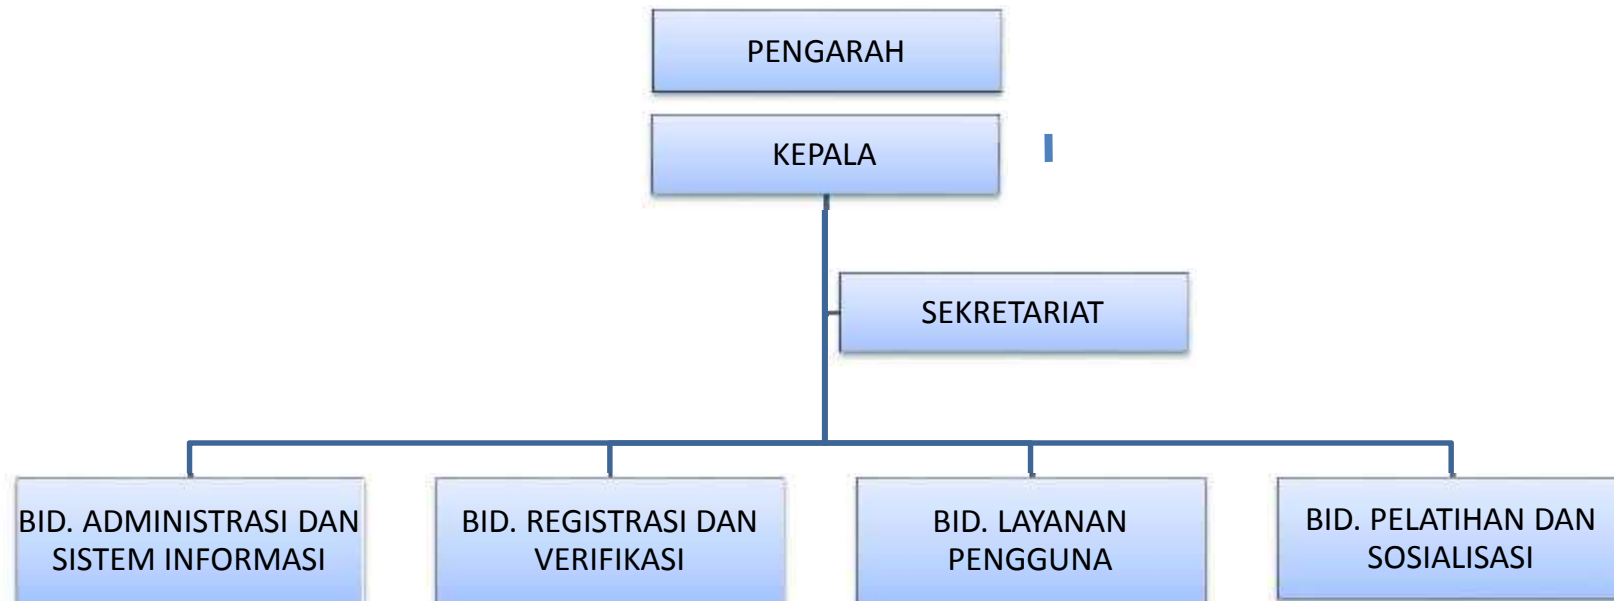 PENGARAH
KEPALA
SEKRETARIAT
BID. ADMINISTRASI DAN
SISTEM INFORMASI
BID. REGISTRASI DAN
VERIFIKASI
BID. LAYANAN
PENGGUNA
BID. PELATIHAN DAN
SOSIALISASI